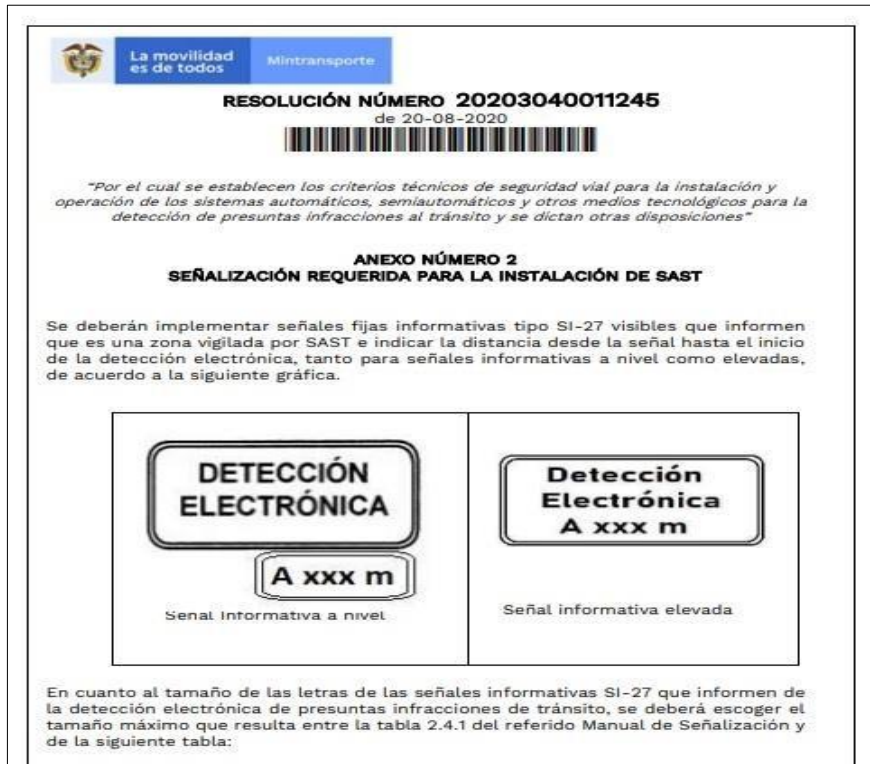 La movilidad
es de todos
Mintransporte
RESOLUCIÓN NÚMERO 20203040011245
de 20-08-2020
"Por el cual se establecen los criterios técnicos de seguridad vial para la instalación y
operación de los sistemas automáticos, semiautomáticos y otros medios tecnológicos para la
detección de presuntas infracciones al tránsito y se dictan otras disposiciones"
ANEXO NÚMERO 2
SEÑALIZACIÓN REQUERIDA PARA LA INSTALACIÓN DE SAST
Se deberán implementar señales fijas informativas tipo SI-27 visibles que informen
que es una zona vigilada por SAST e indicar la distancia desde la señal hasta el inicio
de la detección electrónica, tanto para señales informativas a nivel como elevadas,
de acuerdo a la siguiente gráfica.
DETECCIÓN
ELECTRÓNICA
A xxx m
Señal Informativa a nivel
Detección
Electrónica
A xxx m
Señal informativa elevada
En cuanto al tamaño de las letras de las señales informativas SI-27 que informen de
la detección electrónica de presuntas infracciones de tránsito, se deberá escoger el
tamaño máximo que resulta entre la tabla 2.4.1 del referido Manual de Señalización y
de la siguiente tabla: